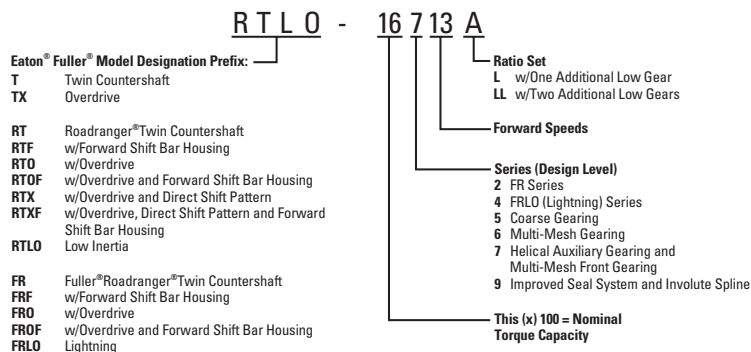 RTLO - 16 7 13 A
Eaton® Fuller® Model Designation Prefix:
T Twin Countershaft
TX Overdrive
RT Roadranger®Twin Countershaft
RTF w/Forward Shift Bar Housing
RTO w/Overdrive
RTOF w/Overdrive and Forward Shift Bar Housing
RTX w/Overdrive and Direct Shift Pattern
RTXF w/Overdrive, Direct Shift Pattern and Forward
Shift Bar Housing
RTLO Low Inertia
FR Fuller®Roadranger®Twin Countershaft
FRF w/Forward Shift Bar Housing
FRO w/Overdrive
FROF w/Overdrive and Forward Shift Bar Housing
FRLO Lightning
Ratio Set
L w/One Additional Low Gear
LL w/Two Additional Low Gears
Forward Speeds
Series (Design Level)
2 FR Series
4 FRLO (Lightning) Series
5 Coarse Gearing
6 Multi-Mesh Gearing
7 Helical Auxiliary Gearing and
Multi-Mesh Front Gearing
9 Improved Seal System and Involute Spline
This (x) 100 = Nominal
Torque Capacity